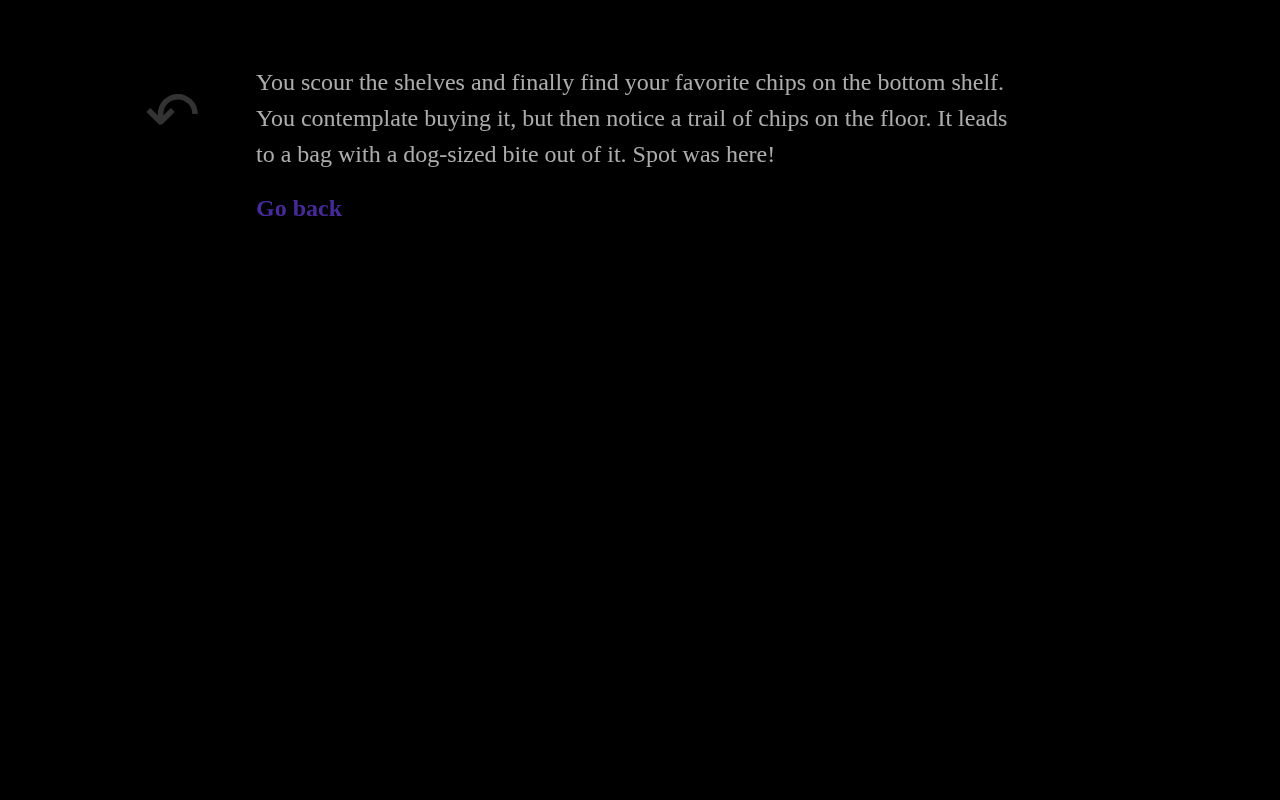 You scour the shelves and finally find your favorite chips on the bottom shelf.
You contemplate buying it, but then notice a trail of chips on the floor. It leads
to a bag with a dog-sized bite out of it. Spot was here!
Go back